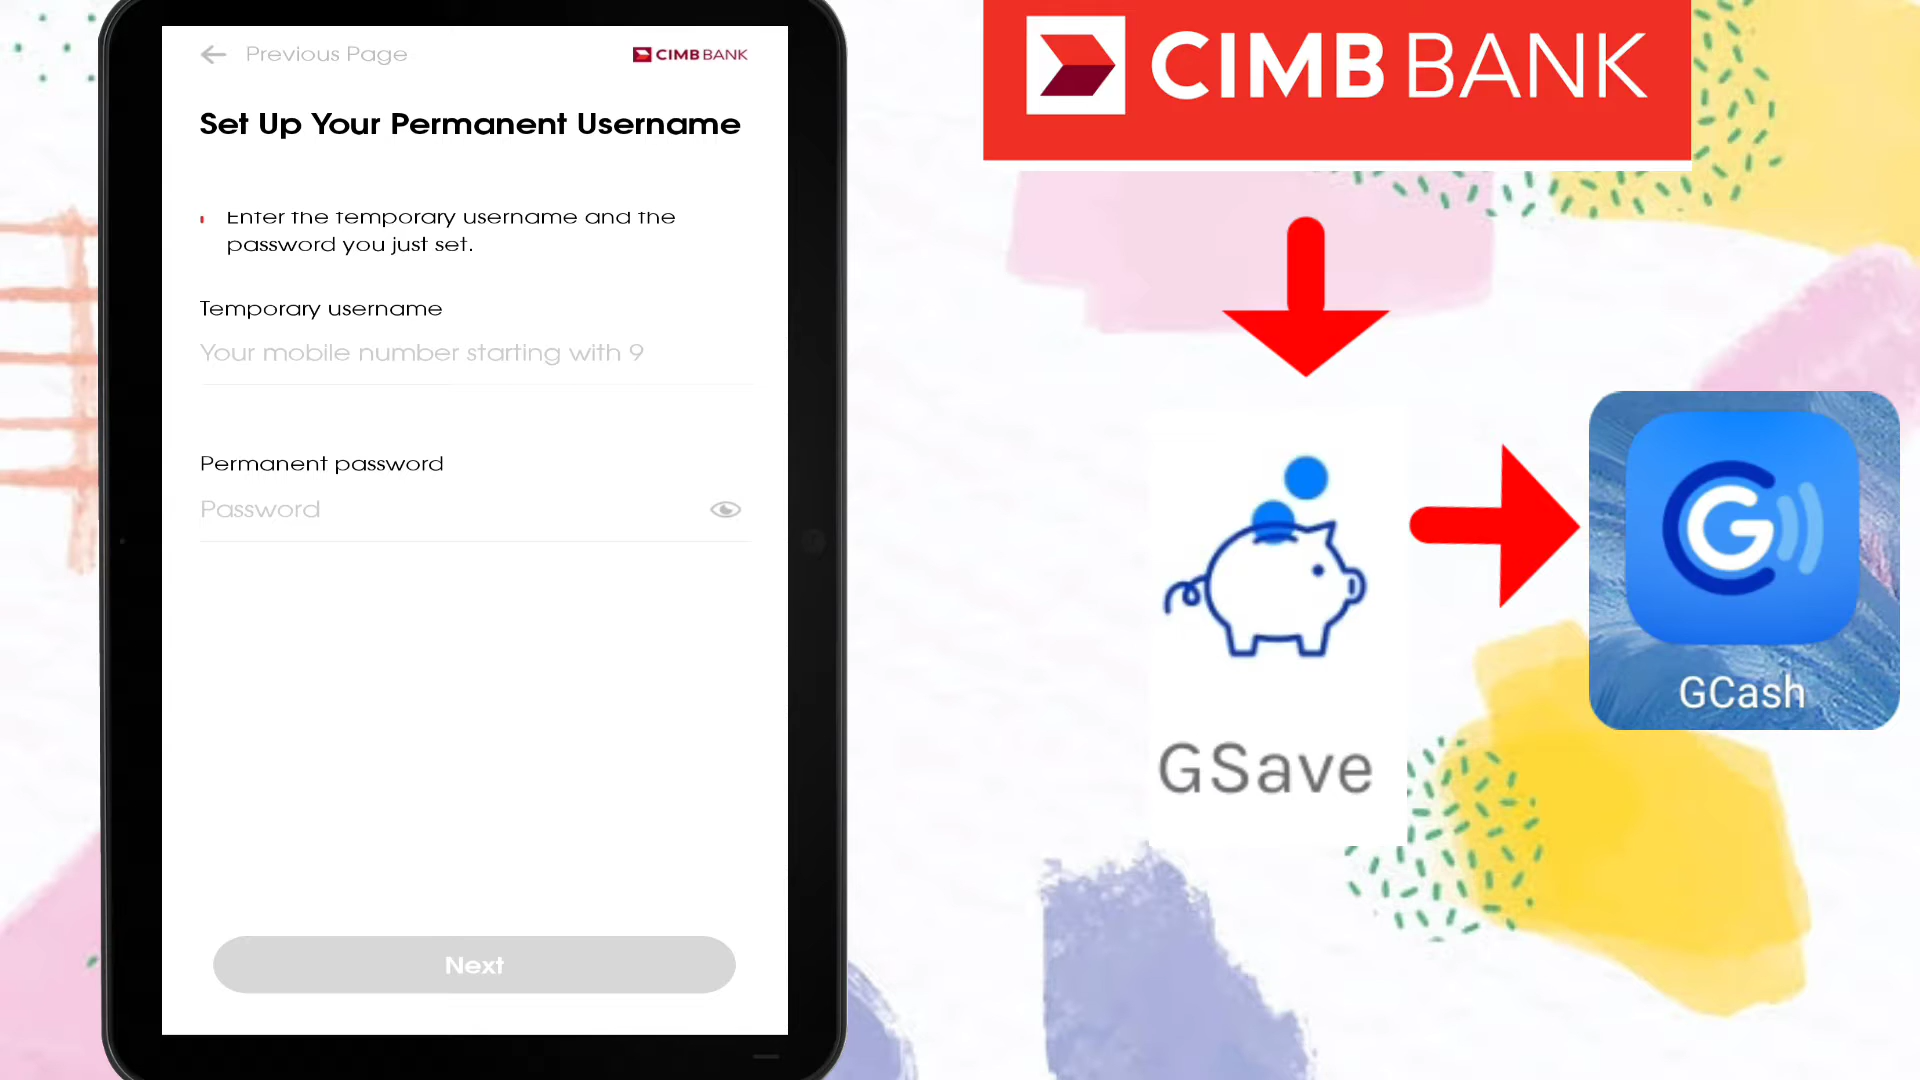 Previous Page
CIMB BANK
Set Up Your Permanent Username
Enter the temporary username and the
password you just set.
Temporary username
Your mobile number starting with 9
Permanent password
Password
Next
CIMB BANK
GSave
G
GCash